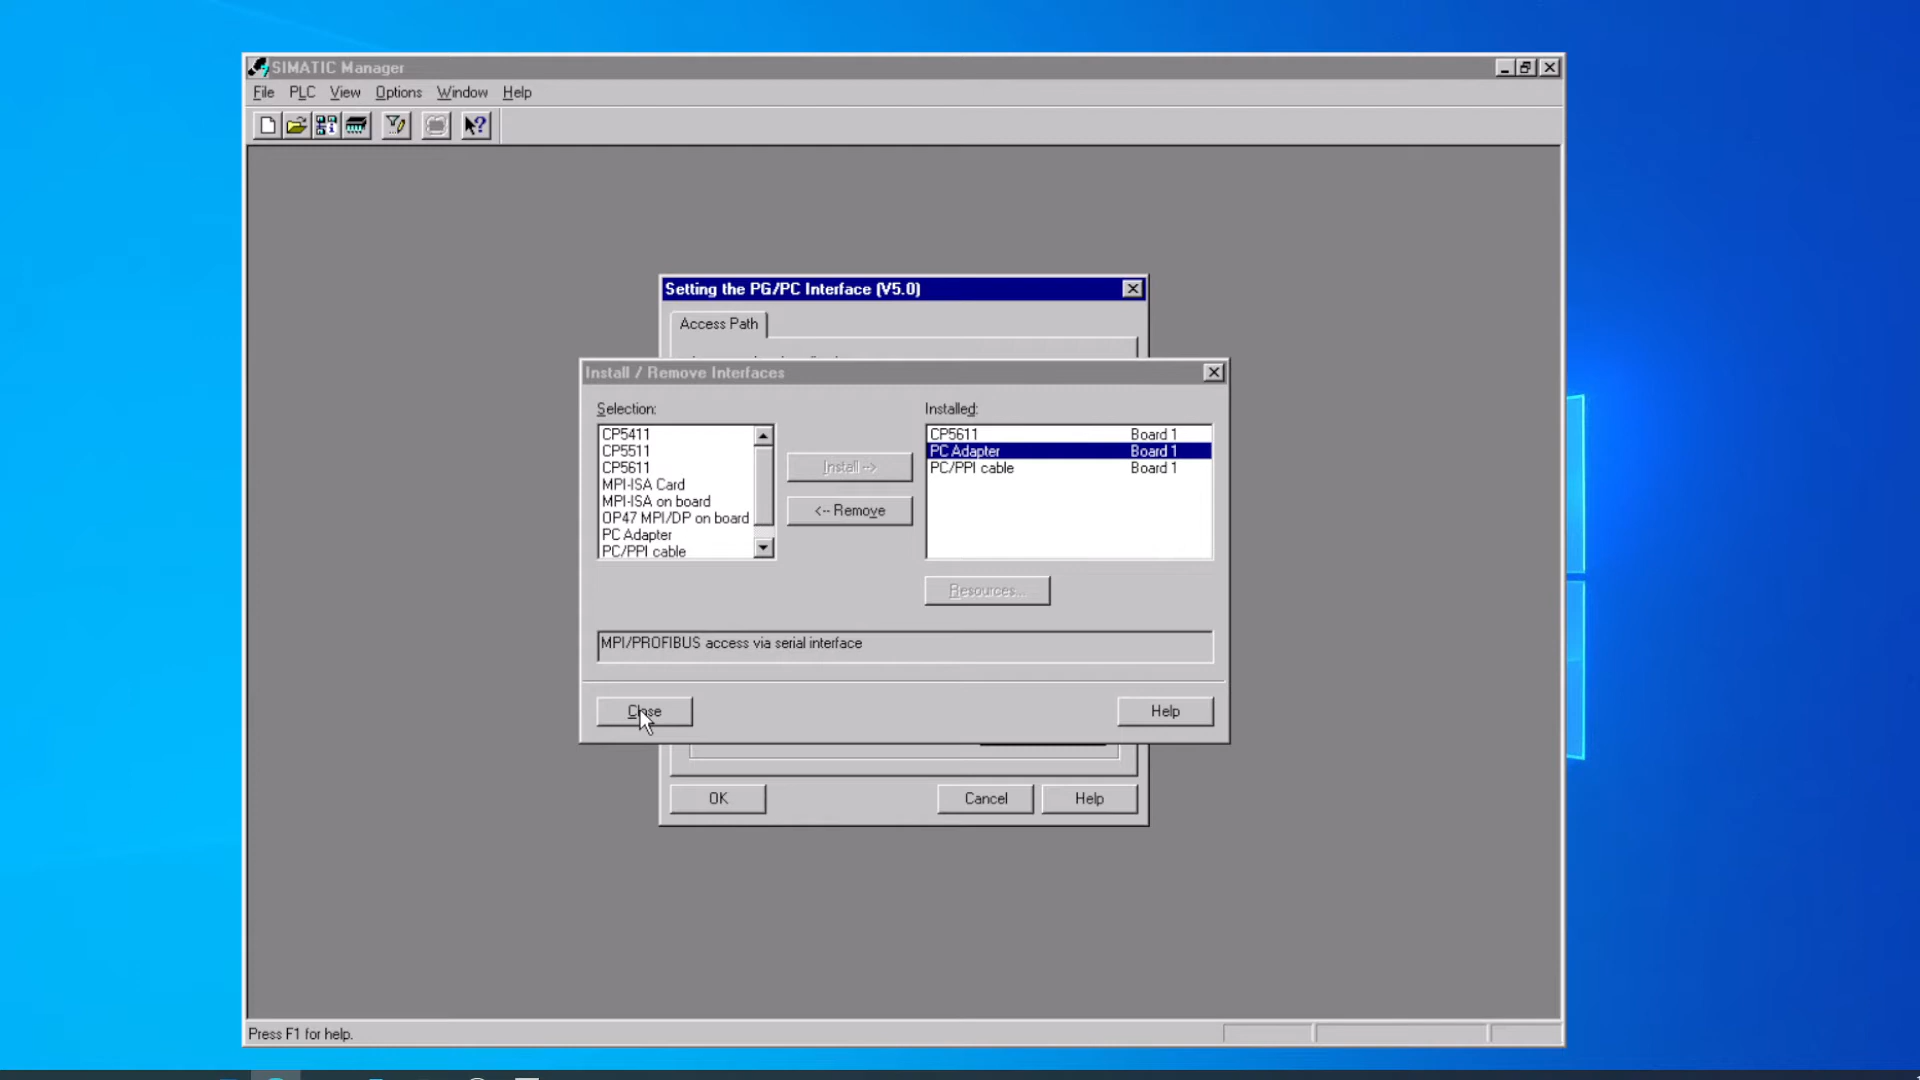 SIMATIC Manager
File PLC View Options Window Help
Setting the PG/PC Interface (V5.0)
Access Path
Install / Remove Interfaces
Selection:
CP5411
CP5511
CP5611
MPI-ISA Card
MPI-ISA on board
OP47 MPI/DP on board
PC Adapter
PC/PPI cable
Install -->
<-- Remove
Installed:
CP5611 Board 1
PC Adapter Board 1
PC/PPI cable Board 1
Resources...
MPI/PROFIBUS access via serial interface
Close
Help
OK
Cancel
Help
Press F1 for help.